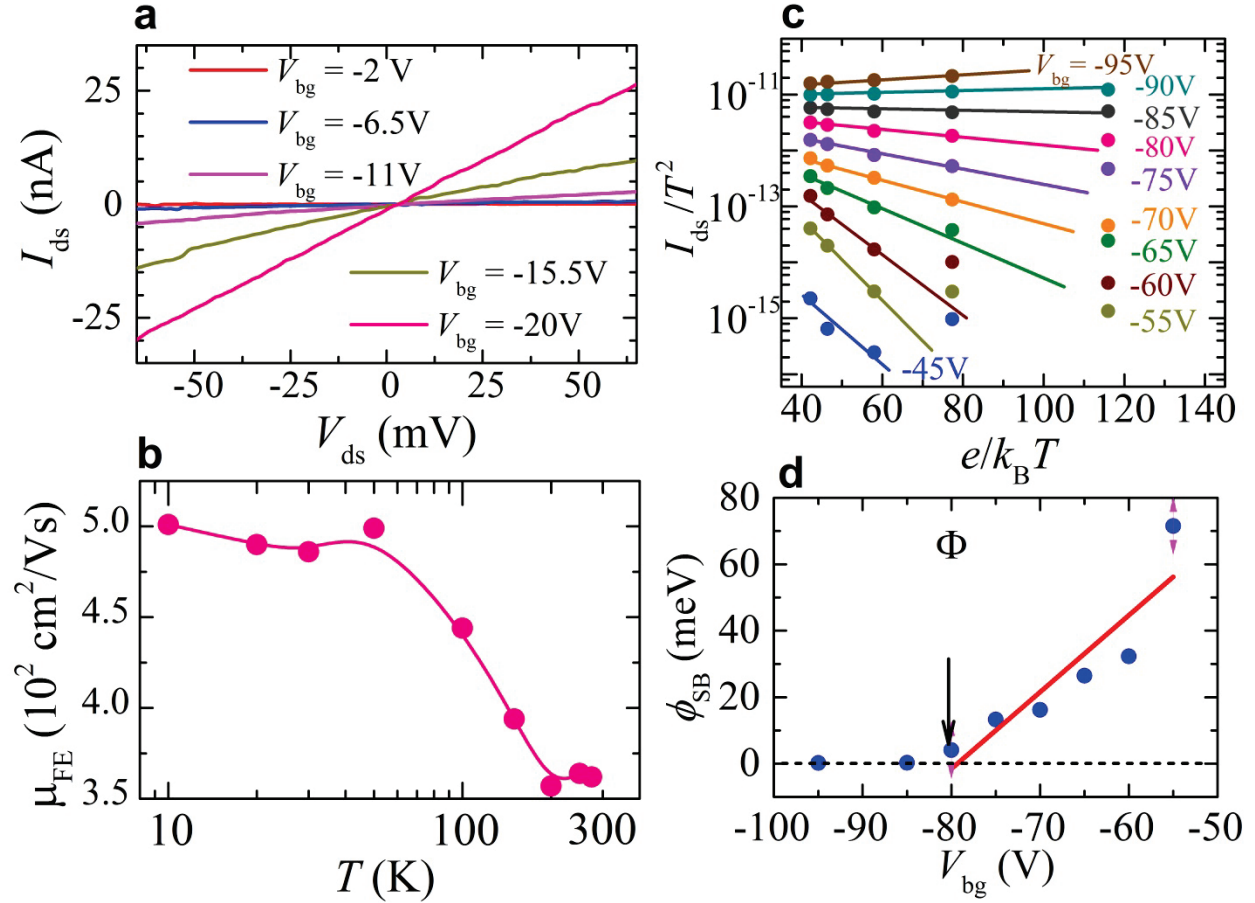 a
V_bg = -2 V
V_bg = -6.5V
V_bg = -11V
V_bg = -15.5V
V_bg = -20V
25
0
-25
I_ds (nA)
-50 -25 0 25 50
V_ds (mV)
b
5.0
4.5
4.0
3.5
μ_FE (10^2 cm^2/Vs)
10 100 300
T (K)
c
V_bg = -95V
-90V
-85V
-80V
-75V
-70V
-65V
-60V
-55V
-45V
10^-11
10^-13
10^-15
I_ds/T^2
40 60 80 100 120 140
e/k_BT
d
Φ
80
60
40
20
0
ϕ_SB (meV)
-100 -90 -80 -70 -60 -50
V_bg (V)